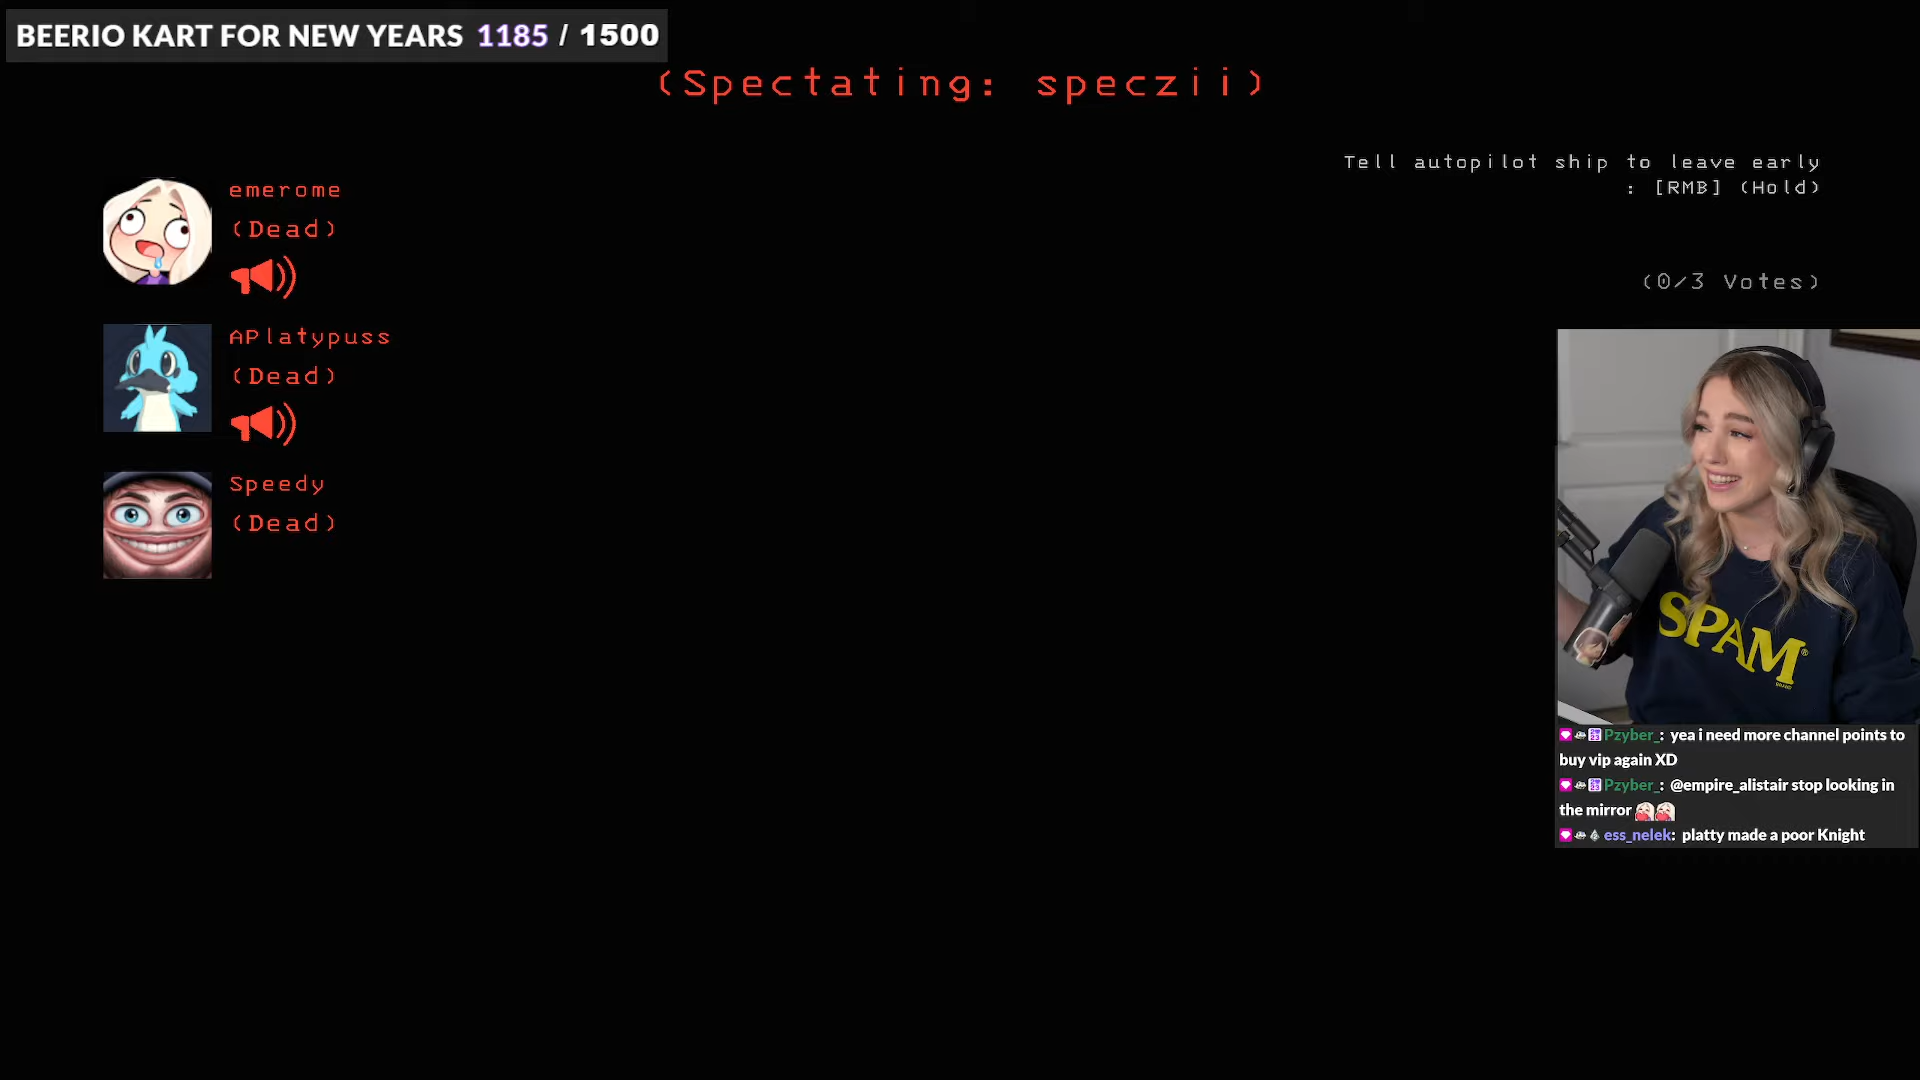 BEERIO KART FOR NEW YEARS 1185 / 1500
(Spectating: speczii)
Tell autopilot ship to leave early
: [RMB] (Hold)
(0/3 Votes)
emerome
(Dead)
APlatypuss
(Dead)
Speedy
(Dead)
SPAM®
Pzyber_: yea i need more channel points to
buy vip again XD
Pzyber_: @empire_alistair stop looking in
the mirror
ess_nelek: platty made a poor Knight